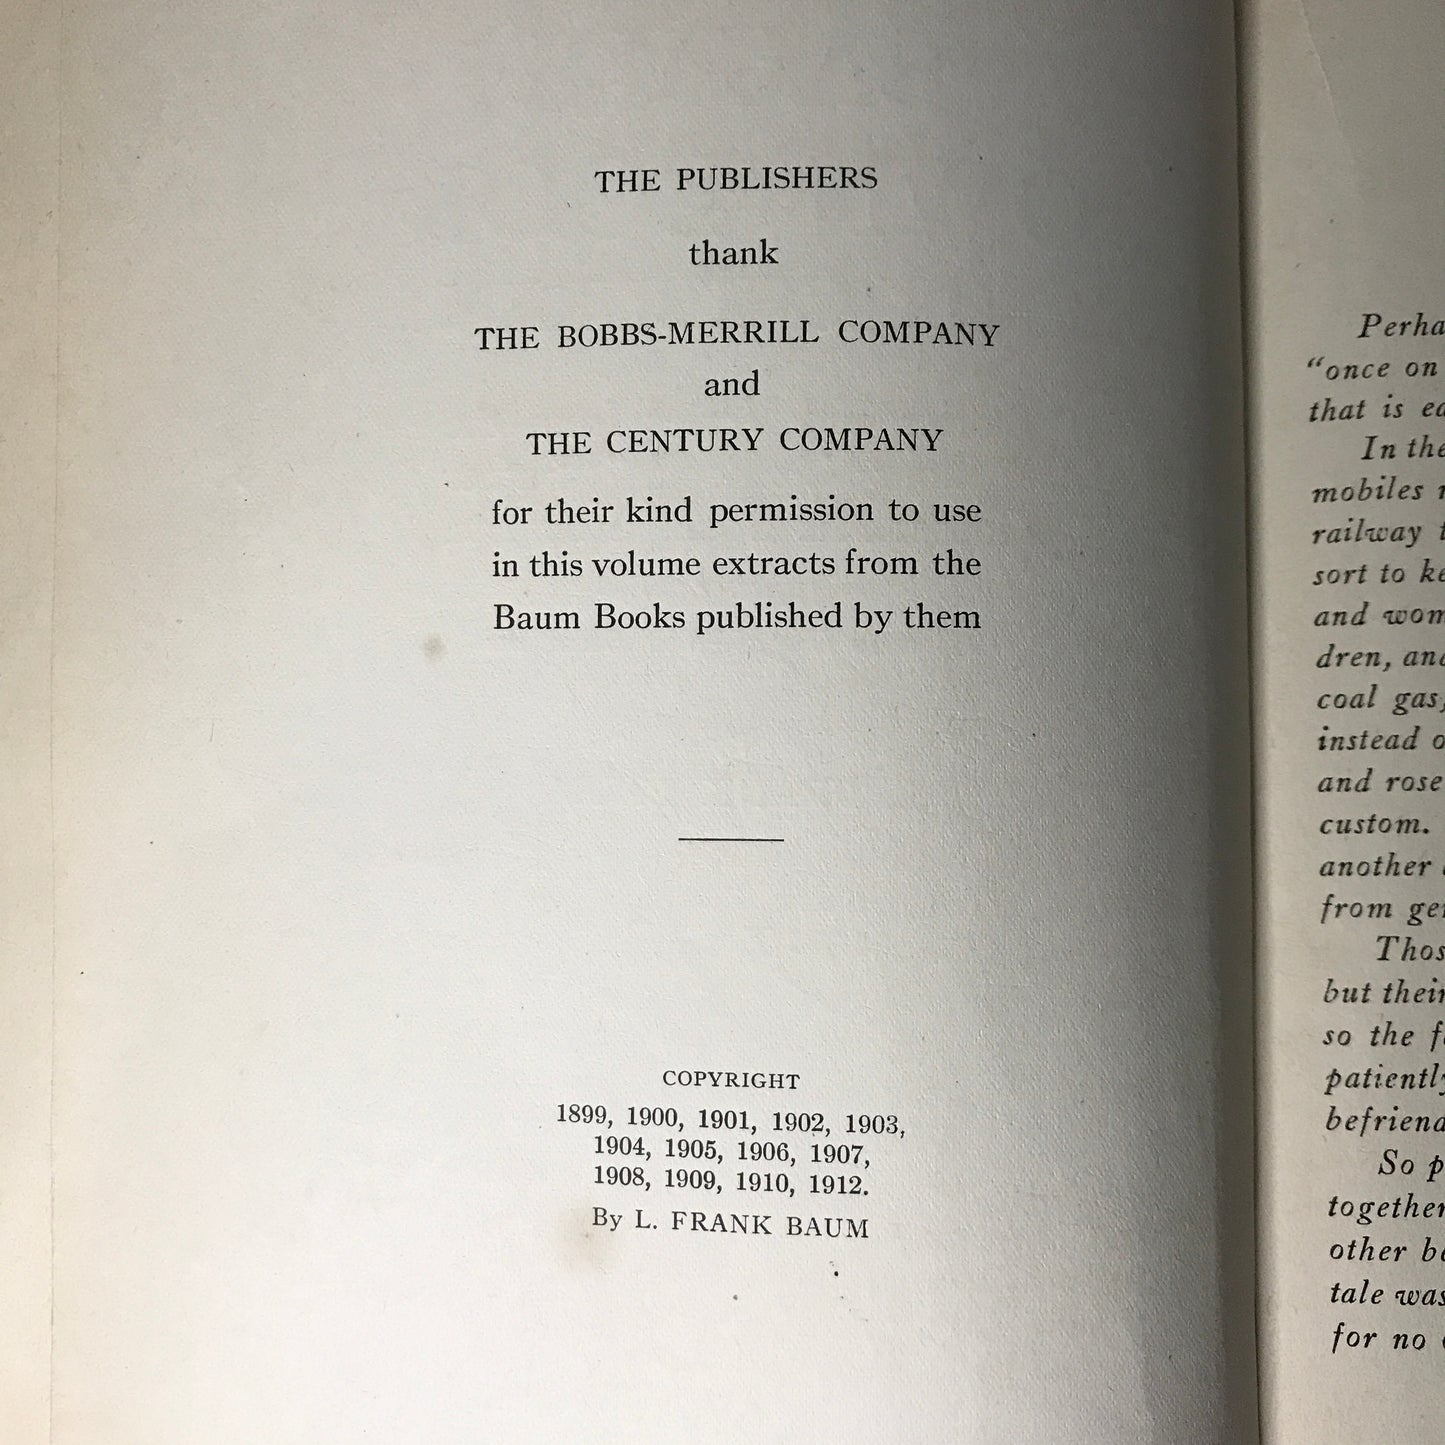 THE PUBLISHERS
thank
THE BOBBS-MERRILL COMPANY
and
THE CENTURY COMPANY
for their kind permission to use
in this volume extracts from the
Baum Books published by them
COPYRIGHT
1899, 1900, 1901, 1902, 1903,
1904, 1905, 1906, 1907,
1908, 1909, 1910, 1912.
By L. FRANK BAUM
“once on
that is
In the
mobiles
railway
sort to
and
dren,
coal gas,
instead
and rose
custom.
another
from
but their
so the
patiently
So
together
other
tale was
for no